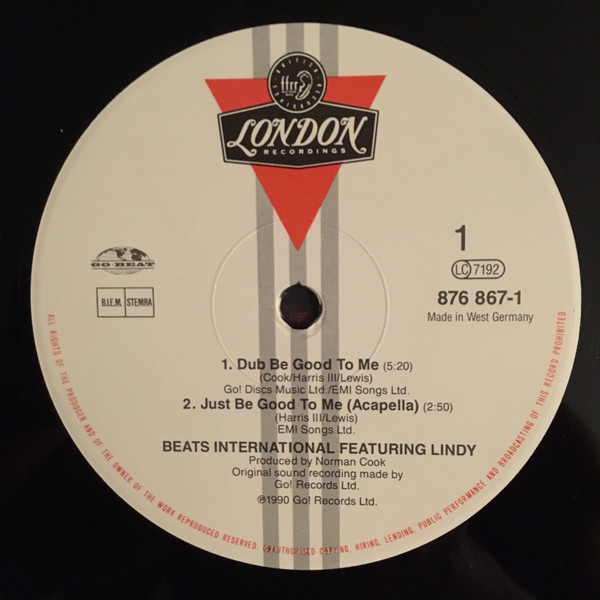 BRITISH
ffrr
LONDON
RECORDINGS
GO·BEAT
B.I.E.M. STEMRA
1
LC 7192
876 867-1
Made in West Germany
1. Dub Be Good To Me (5:20)
(Cook/Harris III/Lewis)
Go! Discs Music Ltd./EMI Songs Ltd.
2. Just Be Good To Me (Acapella) (2:50)
(Harris III/Lewis)
EMI Songs Ltd.
BEATS INTERNATIONAL FEATURING LINDY
Produced by Norman Cook
Original sound recording made by
Go! Records Ltd.
℗1990 Go! Records Ltd.
ALL RIGHTS OF THE PRODUCER AND OF THE OWNER OF THE WORK REPRODUCED RESERVED. UNAUTHORISED COPYING, HIRING, LENDING, PUBLIC PERFORMANCE AND BROADCASTING OF THIS RECORD PROHIBITED